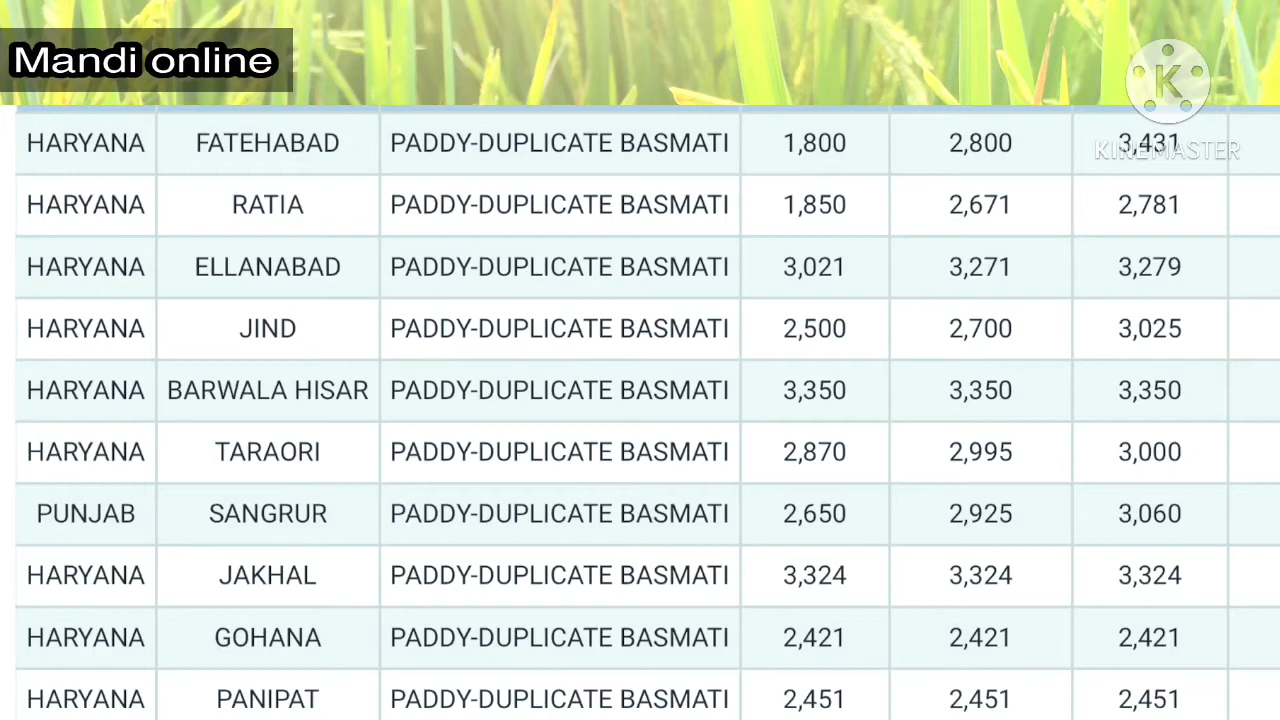 Mandi online
K
KINEMASTER
HARYANA FATEHABAD PADDY-DUPLICATE BASMATI 1,800 2,800 3,431
HARYANA RATIA PADDY-DUPLICATE BASMATI 1,850 2,671 2,781
HARYANA ELLANABAD PADDY-DUPLICATE BASMATI 3,021 3,271 3,279
HARYANA JIND PADDY-DUPLICATE BASMATI 2,500 2,700 3,025
HARYANA BARWALA HISAR PADDY-DUPLICATE BASMATI 3,350 3,350 3,350
HARYANA TARAORI PADDY-DUPLICATE BASMATI 2,870 2,995 3,000
PUNJAB SANGRUR PADDY-DUPLICATE BASMATI 2,650 2,925 3,060
HARYANA JAKHAL PADDY-DUPLICATE BASMATI 3,324 3,324 3,324
HARYANA GOHANA PADDY-DUPLICATE BASMATI 2,421 2,421 2,421
HARYANA PANIPAT PADDY-DUPLICATE BASMATI 2,451 2,451 2,451